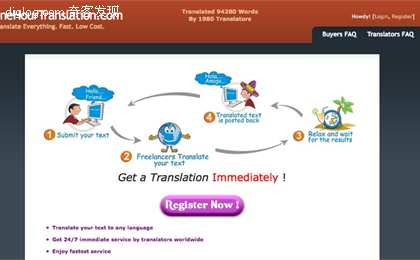 diglog.com 奇客发现
neHourTranslation.com
ranslate Everything. Fast. Low Cost.
Translated 94280 Words
By 1980 Translators
Howdy! [Login, Register]
Buyers FAQ
Translators FAQ
Hello,
Friend...
1 Submit your text
2 Freelancers Translate
your text
Hola,
Amigo...
4 Translated text
is posted back
3 Relax and wait
for the results
Get a Translation Immediately !
Register Now !
Translate your text to any language
Get 24/7 immediate service by translators worldwide
Enjoy fastest service